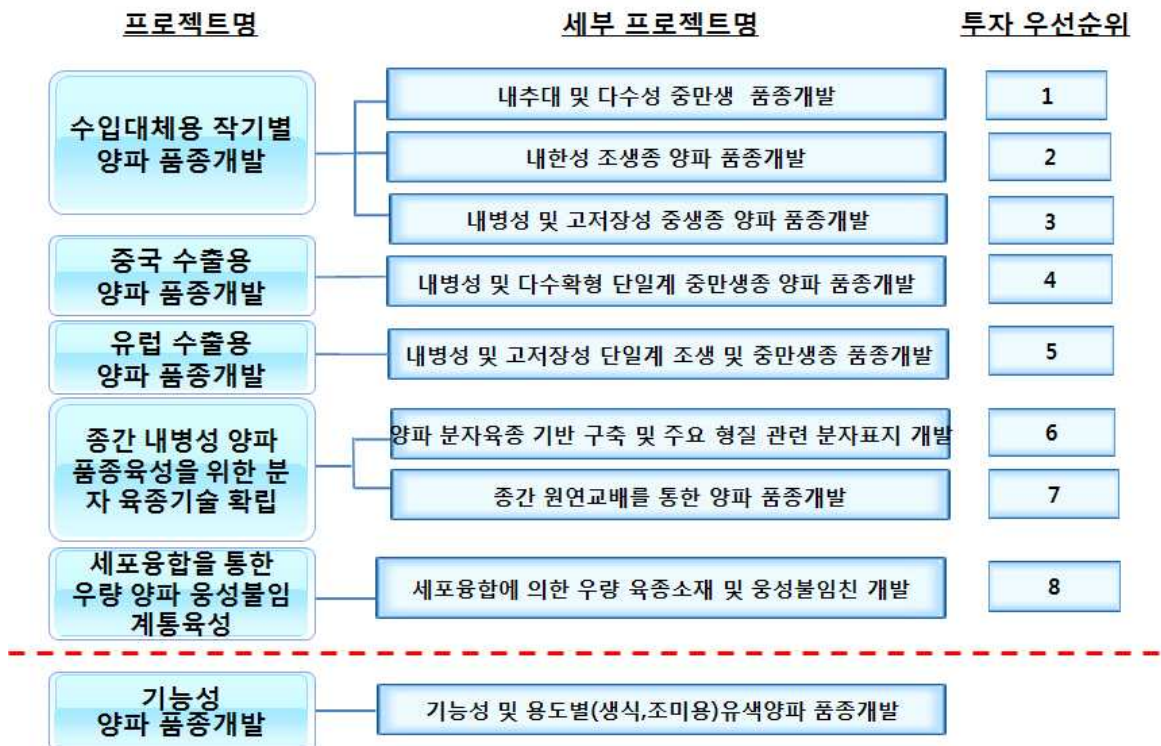 프로젝트명 세부 프로젝트명 투자 우선순위
수입대체용 작기별
양파 품종개발
내추대 및 다수성 중만생 품종개발 1
내한성 조생종 양파 품종개발 2
내병성 및 고저장성 중생종 양파 품종개발 3
중국 수출용
양파 품종개발
내병성 및 다수확형 단일계 중만생종 양파 품종개발 4
유럽 수출용
양파 품종개발
내병성 및 고저장성 단일계 조생 및 중만생종 품종개발 5
종간 내병성 양파
품종육성을 위한 분
자 육종기술 확립
양파 분자육종 기반 구축 및 주요 형질 관련 분자표지 개발 6
종간 원연교배를 통한 양파 품종개발 7
세포융합을 통한
우량 양파 웅성불임
계통육성
세포융합에 의한 우량 육종소재 및 웅성불임친 개발 8
기능성
양파 품종개발
기능성 및 용도별(생식,조미용)유색양파 품종개발